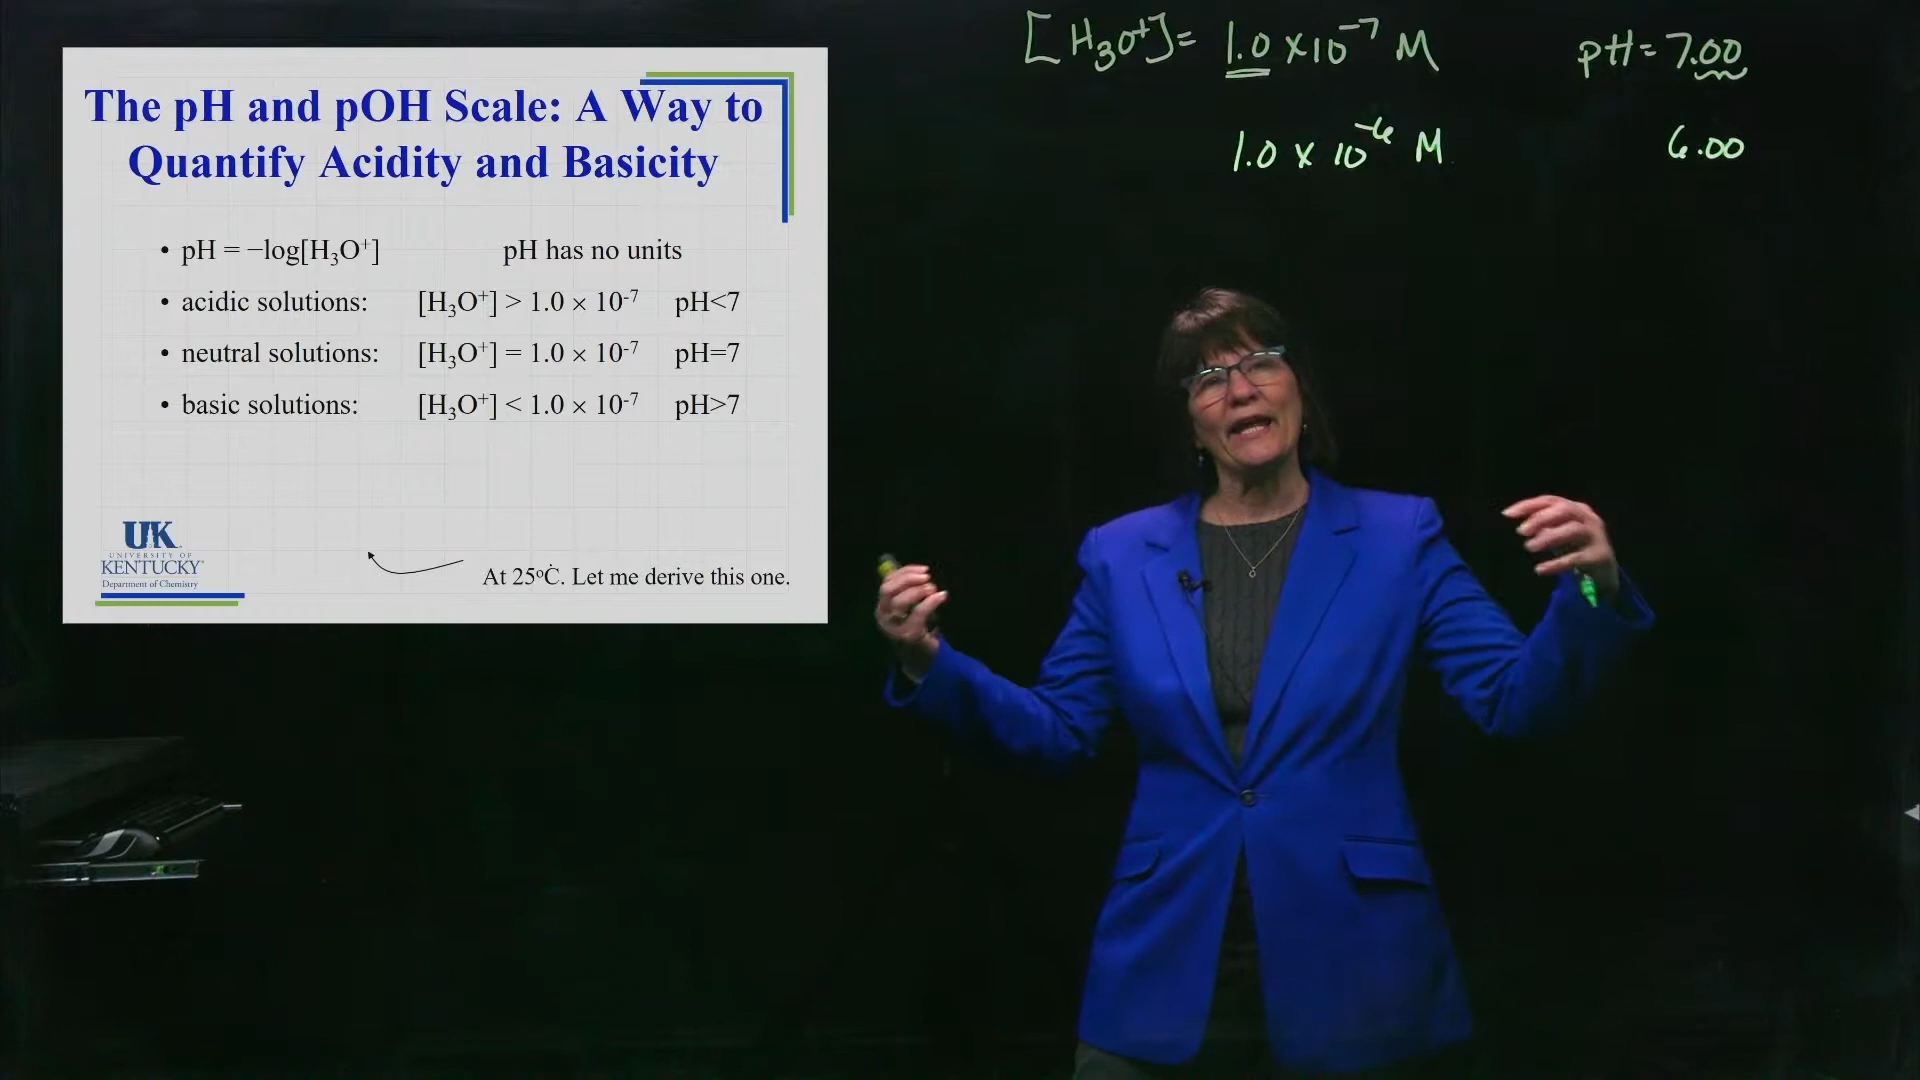 The pH and pOH Scale: A Way to
Quantify Acidity and Basicity
• pH = −log[H₃O⁺] pH has no units
• acidic solutions: [H₃O⁺] > 1.0 × 10⁻⁷ pH<7
• neutral solutions: [H₃O⁺] = 1.0 × 10⁻⁷ pH=7
• basic solutions: [H₃O⁺] < 1.0 × 10⁻⁷ pH>7
At 25°C. Let me derive this one.
UK
UNIVERSITY OF
KENTUCKY
Department of Chemistry
[H₃O⁺]= 1.0 ×10⁻⁷ M pH=7.00
1.0 × 10⁻⁶ M 6.00